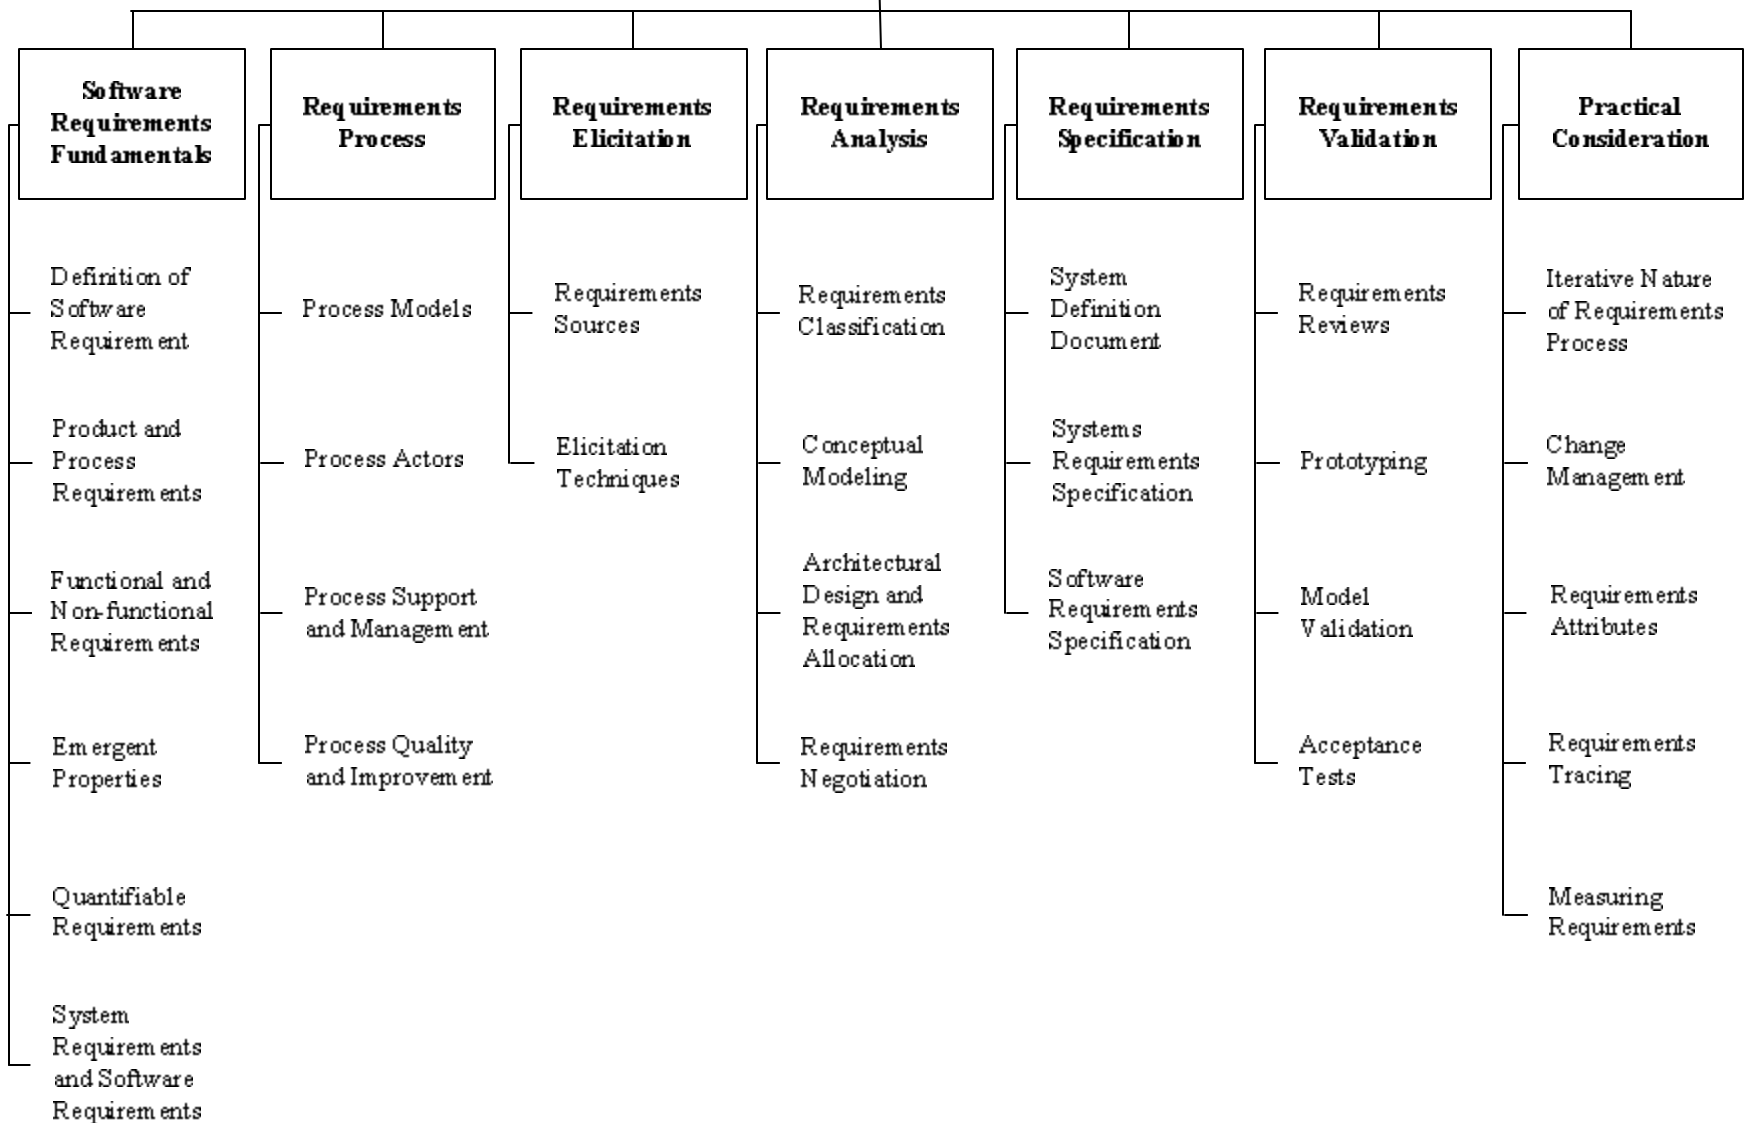 Software
Requirements
Fundamentals
Definition of
Software
Requirement
Product and
Process
Requirements
Functional and
Non-functional
Requirements
Emergent
Properties
Quantifiable
Requirements
System
Requirements
and Software
Requirements
Requirements
Process
Process Models
Process Actors
Process Support
and Management
Process Quality
and Improvement
Requirements
Elicitation
Requirements
Sources
Elicitation
Techniques
Requirements
Analysis
Requirements
Classification
Conceptual
Modeling
Architectural
Design and
Requirements
Allocation
Requirements
Negotiation
Requirements
Specification
System
Definition
Document
Systems
Requirements
Specification
Software
Requirements
Specification
Requirements
Validation
Requirements
Reviews
Prototyping
Model
Validation
Acceptance
Tests
Practical
Consideration
Iterative Nature
of Requirements
Process
Change
Management
Requirements
Attributes
Requirements
Tracing
Measuring
Requirements